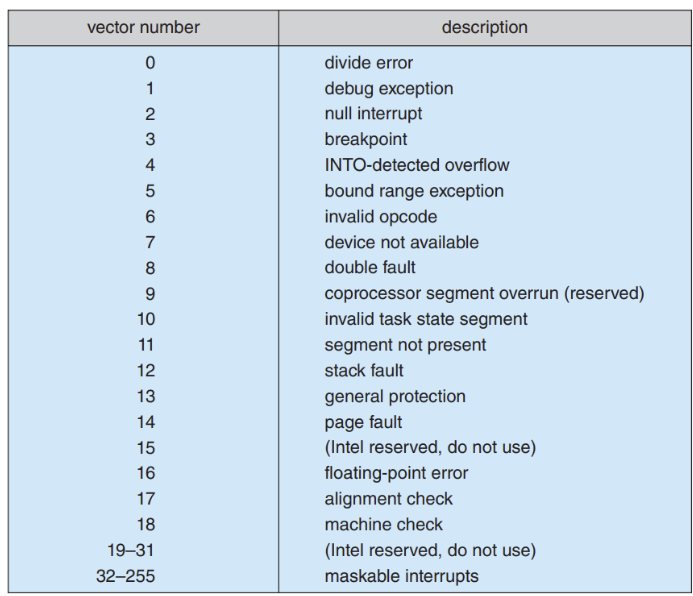 vector number description
0 divide error
1 debug exception
2 null interrupt
3 breakpoint
4 INTO-detected overflow
5 bound range exception
6 invalid opcode
7 device not available
8 double fault
9 coprocessor segment overrun (reserved)
10 invalid task state segment
11 segment not present
12 stack fault
13 general protection
14 page fault
15 (Intel reserved, do not use)
16 floating-point error
17 alignment check
18 machine check
19–31 (Intel reserved, do not use)
32–255 maskable interrupts